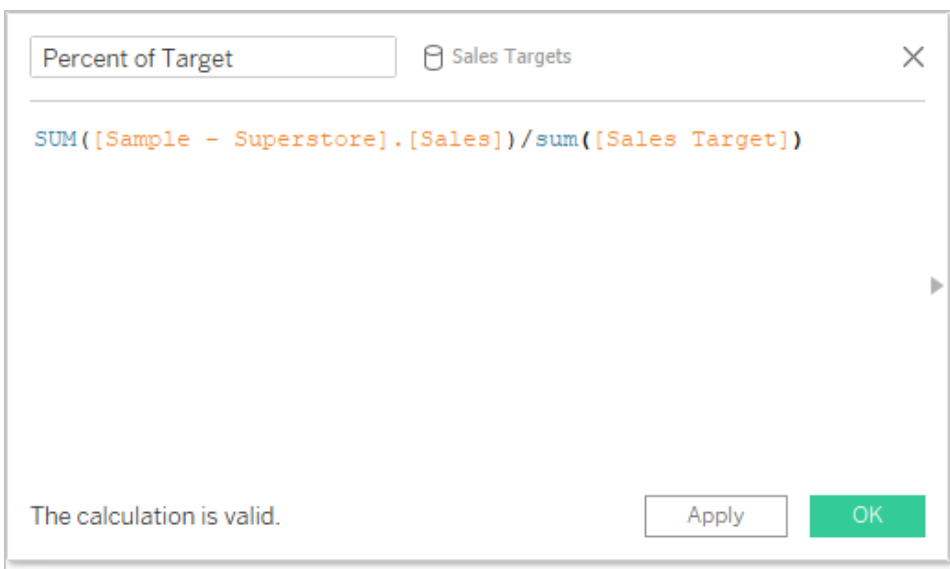 Percent of Target Sales Targets
SUM([Sample - Superstore].[Sales])/sum([Sales Target])
The calculation is valid. Apply OK